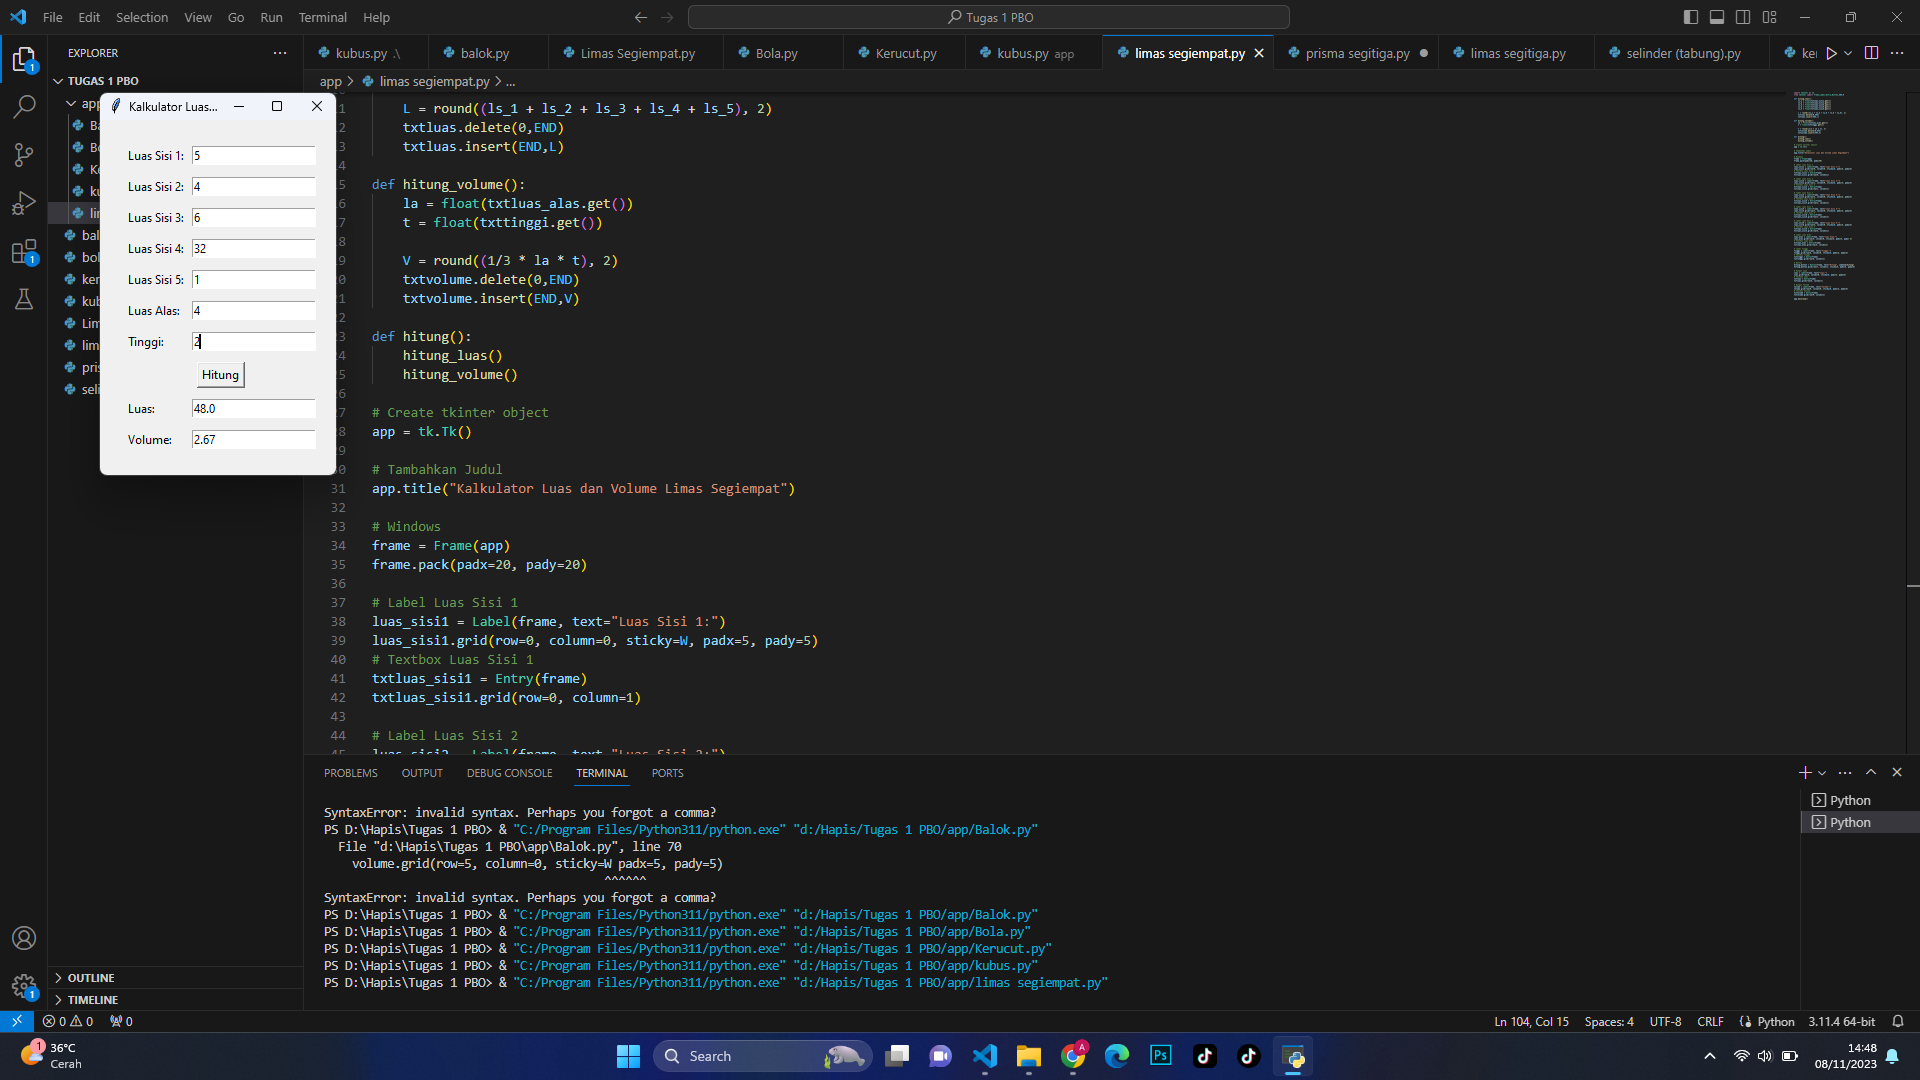 File Edit Selection View Go Run Terminal Help
Tugas 1 PBO
EXPLORER
kubus.py .\
balok.py
Limas Segiempat.py
Bola.py
Kerucut.py
kubus.py app
limas segiempat.py
prisma segitiga.py
limas segitiga.py
selinder (tabung).py
TUGAS 1 PBO
app > limas segiempat.py > ...
Kalkulator Luas...
Luas Sisi 1: 5
Luas Sisi 2: 4
Luas Sisi 3: 6
Luas Sisi 4: 32
Luas Sisi 5: 1
Luas Alas: 4
Tinggi: 2
Hitung
Luas: 48.0
Volume: 2.67
L = round((ls_1 + ls_2 + ls_3 + ls_4 + ls_5), 2)
txtluas.delete(0,END)
txtluas.insert(END,L)
def hitung_volume():
la = float(txtluas_alas.get())
t = float(txttinggi.get())
V = round((1/3 * la * t), 2)
txtvolume.delete(0,END)
txtvolume.insert(END,V)
def hitung():
hitung_luas()
hitung_volume()
# Create tkinter object
app = tk.Tk()
# Tambahkan Judul
31 app.title("Kalkulator Luas dan Volume Limas Segiempat")
32
33 # Windows
34 frame = Frame(app)
35 frame.pack(padx=20, pady=20)
36
37 # Label Luas Sisi 1
38 luas_sisi1 = Label(frame, text="Luas Sisi 1:")
39 luas_sisi1.grid(row=0, column=0, sticky=W, padx=5, pady=5)
40 # Textbox Luas Sisi 1
41 txtluas_sisi1 = Entry(frame)
42 txtluas_sisi1.grid(row=0, column=1)
43
44 # Label Luas Sisi 2
PROBLEMS OUTPUT DEBUG CONSOLE TERMINAL PORTS
SyntaxError: invalid syntax. Perhaps you forgot a comma?
PS D:\Hapis\Tugas 1 PBO> & "C:/Program Files/Python311/python.exe" "d:/Hapis/Tugas 1 PBO/app/Balok.py"
File "d:\Hapis\Tugas 1 PBO\app\Balok.py", line 70
volume.grid(row=5, column=0, sticky=W padx=5, pady=5)
^^^^^^
SyntaxError: invalid syntax. Perhaps you forgot a comma?
PS D:\Hapis\Tugas 1 PBO> & "C:/Program Files/Python311/python.exe" "d:/Hapis/Tugas 1 PBO/app/Balok.py"
PS D:\Hapis\Tugas 1 PBO> & "C:/Program Files/Python311/python.exe" "d:/Hapis/Tugas 1 PBO/app/Bola.py"
PS D:\Hapis\Tugas 1 PBO> & "C:/Program Files/Python311/python.exe" "d:/Hapis/Tugas 1 PBO/app/Kerucut.py"
PS D:\Hapis\Tugas 1 PBO> & "C:/Program Files/Python311/python.exe" "d:/Hapis/Tugas 1 PBO/app/kubus.py"
PS D:\Hapis\Tugas 1 PBO> & "C:/Program Files/Python311/python.exe" "d:/Hapis/Tugas 1 PBO/app/limas segiempat.py"
Python
Python
OUTLINE
TIMELINE
0 0 0
Ln 104, Col 15 Spaces: 4 UTF-8 CRLF Python 3.11.4 64-bit
36°C
Cerah
Search
14:48
08/11/2023